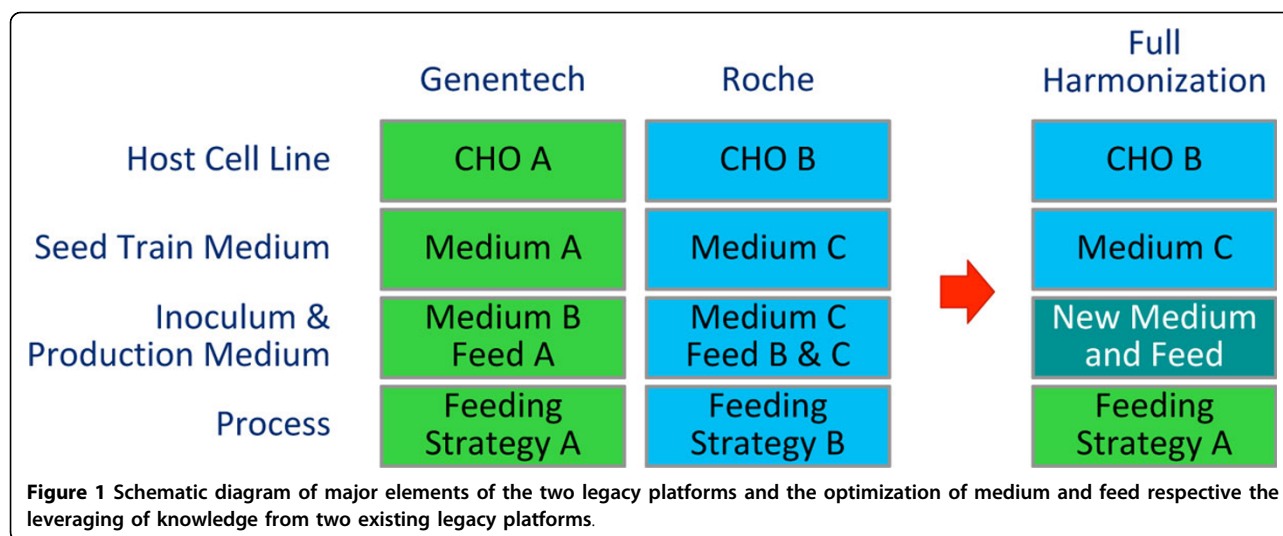 Genentech
Roche
Full
Harmonization
Host Cell Line
CHO A
CHO B
CHO B
Seed Train Medium
Medium A
Medium C
Medium C
Inoculum &
Production Medium
Medium B
Feed A
Medium C
Feed B & C
New Medium
and Feed
Process
Feeding
Strategy A
Feeding
Strategy B
Feeding
Strategy A
Figure 1 Schematic diagram of major elements of the two legacy platforms and the optimization of medium and feed respective the
leveraging of knowledge from two existing legacy platforms.